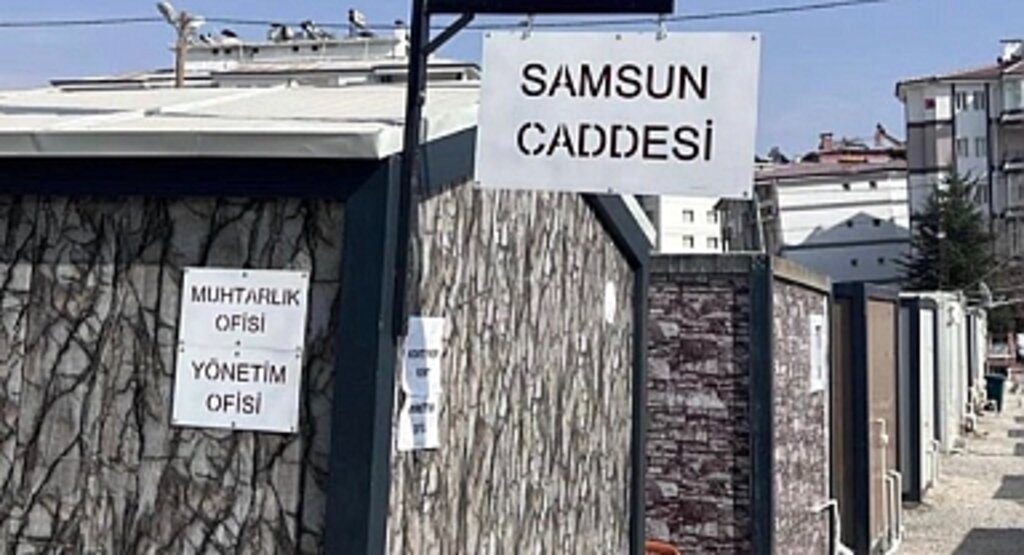 SAMSUN
CADDESİ
MUHTARLIK
OFİSİ
YÖNETİM
OFİSİ